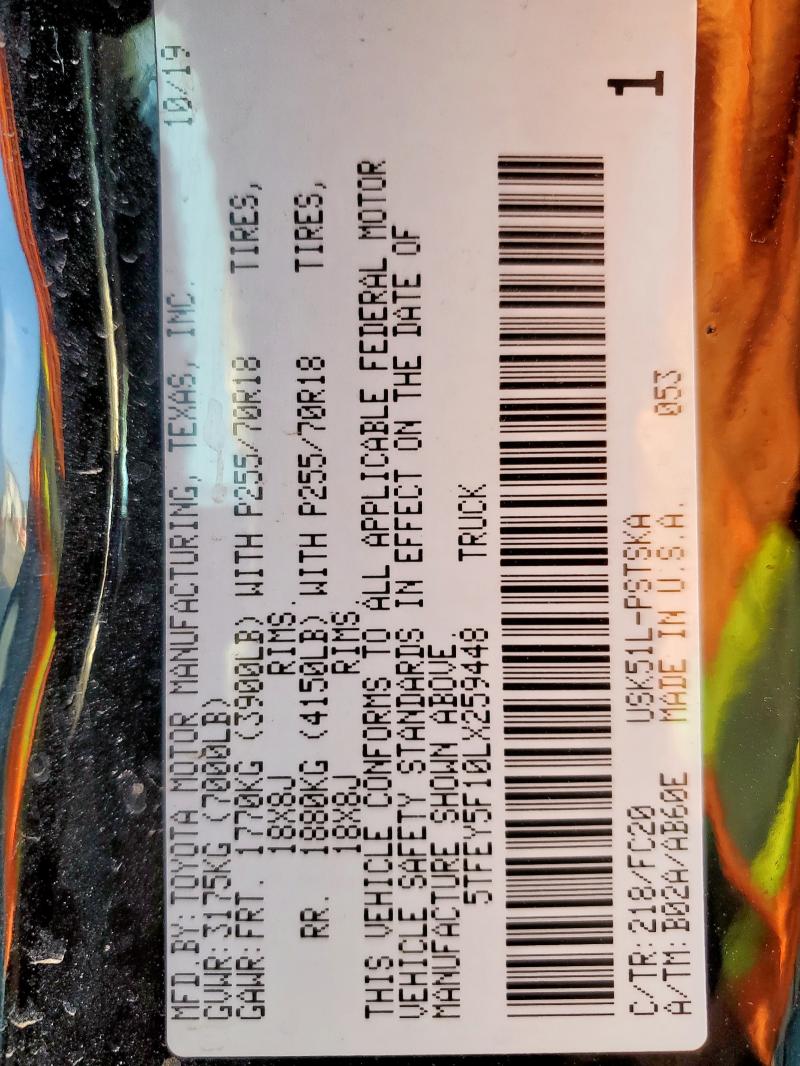 MFD.BY:TOYOTA MOTOR MANUFACTURING, TEXAS, INC. 10/19
GVWR:3175KG (7000LB)
GAWR:FRT. 1770KG (3900LB) WITH P255/70R18 TIRES,
18X8J RIMS.
RR. 1880KG (4150LB) WITH P255/70R18 TIRES,
18X8J RIMS.
THIS VEHICLE CONFORMS TO ALL APPLICABLE FEDERAL MOTOR
VEHICLE SAFETY STANDARDS IN EFFECT ON THE DATE OF
MANUFACTURE SHOWN ABOVE.
5TFEY5F10LX259448 TRUCK
C/TR:218/FC20 USK51L-PSTSKA 1
A/TM:B02A/AB60E MADE IN U.S.A. 053